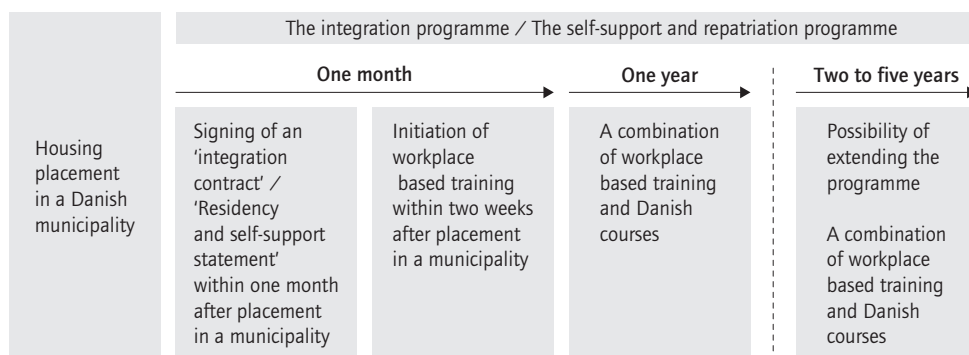 The integration programme / The self-support and repatriation programme
One month
One year
Two to five years
Housing
placement
in a Danish
municipality
Signing of an
‘integration
contract’ /
‘Residency
and self-support
statement’
within one month
after placement
in a municipality
Initiation of
workplace
based training
within two weeks
after placement
in a municipality
A combination
of workplace
based training
and Danish
courses
Possibility of
extending the
programme
A combination
of workplace
based training
and Danish
courses